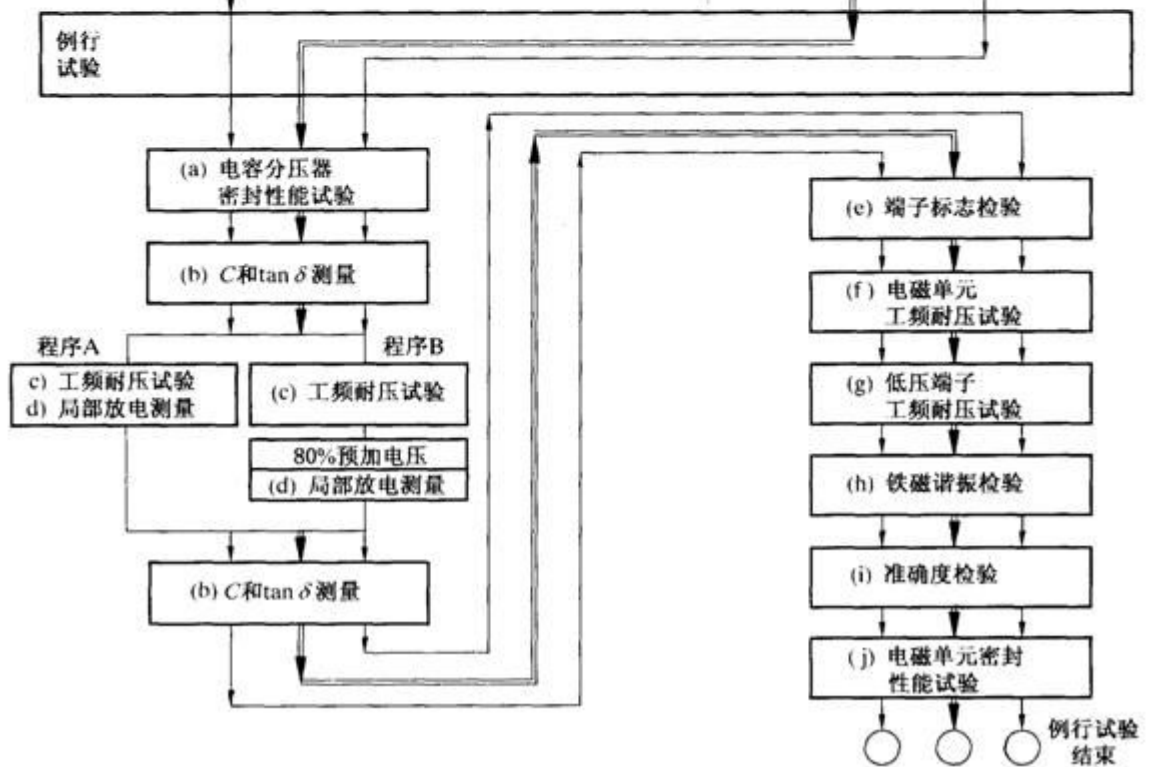 例行
试验
(a) 电容分压器
密封性能试验
(b) C和tan δ 测量
程序A
c) 工频耐压试验
d) 局部放电测量
程序B
(c) 工频耐压试验
80%预加电压
(d) 局部放电测量
(b) C和tan δ 测量
(e) 端子标志检验
(f) 电磁单元
工频耐压试验
(g) 低压端子
工频耐压试验
(h) 铁磁谐振检验
(i) 准确度检验
(j) 电磁单元密封
性能试验
例行试验
结束